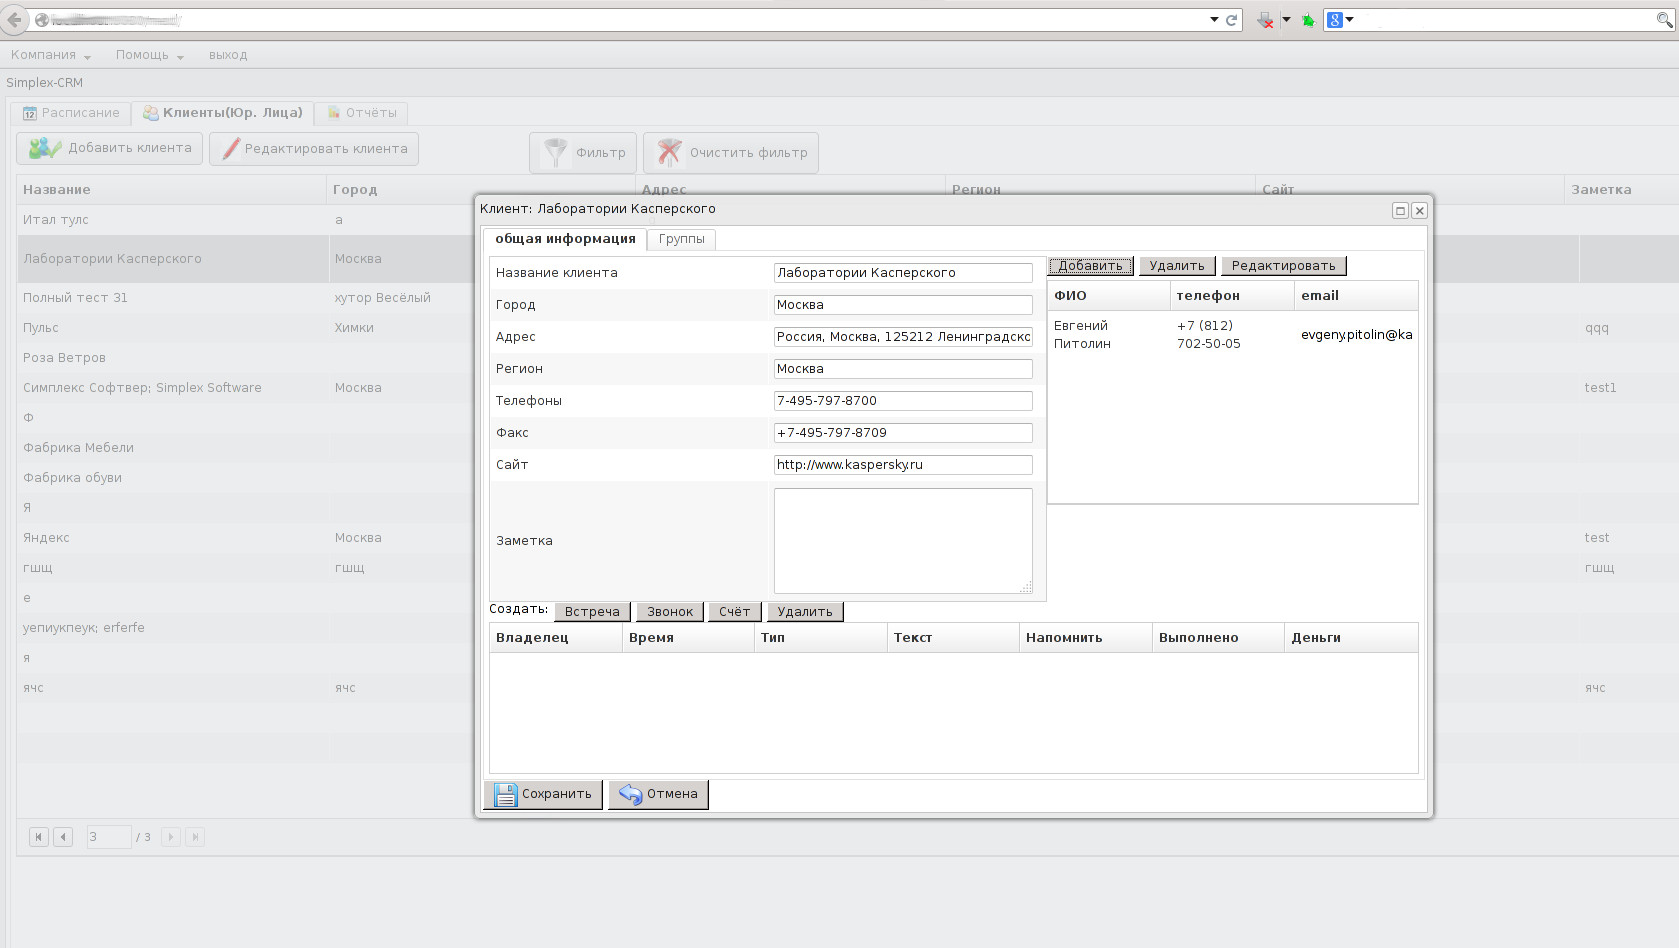 Компания Помощь выход
Simplex-CRM
12 Расписание Клиенты(Юр. Лица) Отчёты
Добавить клиента Редактировать клиента Фильтр Очистить фильтр
Название Город Адрес Регион Сайт Заметка
Итал тулс а
Лаборатории Касперского Москва
Полный тест 31 хутор Весёлый
Пульс Химки qqq
Роза Ветров
Симплекс Софтвер; Simplex Software Москва test1
Ф
Фабрика Мебели
Фабрика обуви
Я
Яндекс Москва test
гшщ гшщ гшщ
е
уепиукпеук; erferfe
я
ячс ячс ячс
3 / 3
Клиент: Лаборатории Касперского
общая информация Группы
Название клиента Лаборатории Касперского
Город Москва
Адрес Россия, Москва, 125212 Ленинградско
Регион Москва
Телефоны 7-495-797-8700
Факс +7-495-797-8709
Сайт http://www.kaspersky.ru
Заметка
Добавить Удалить Редактировать
ФИО телефон email
Евгений +7 (812)
Питолин 702-50-05 evgeny.pitolin@ka
Создать: Встреча Звонок Счёт Удалить
Владелец Время Тип Текст Напомнить Выполнено Деньги
Сохранить Отмена